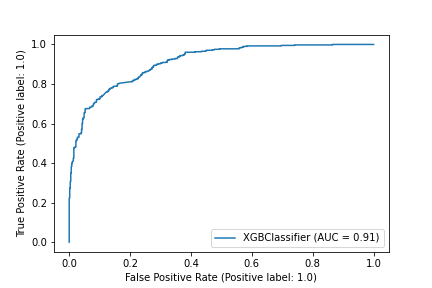 1.0
0.8
0.6
0.4
0.2
0.0
True Positive Rate (Positive label: 1.0)
XGBClassifier (AUC = 0.91)
0.0 0.2 0.4 0.6 0.8 1.0
False Positive Rate (Positive label: 1.0)